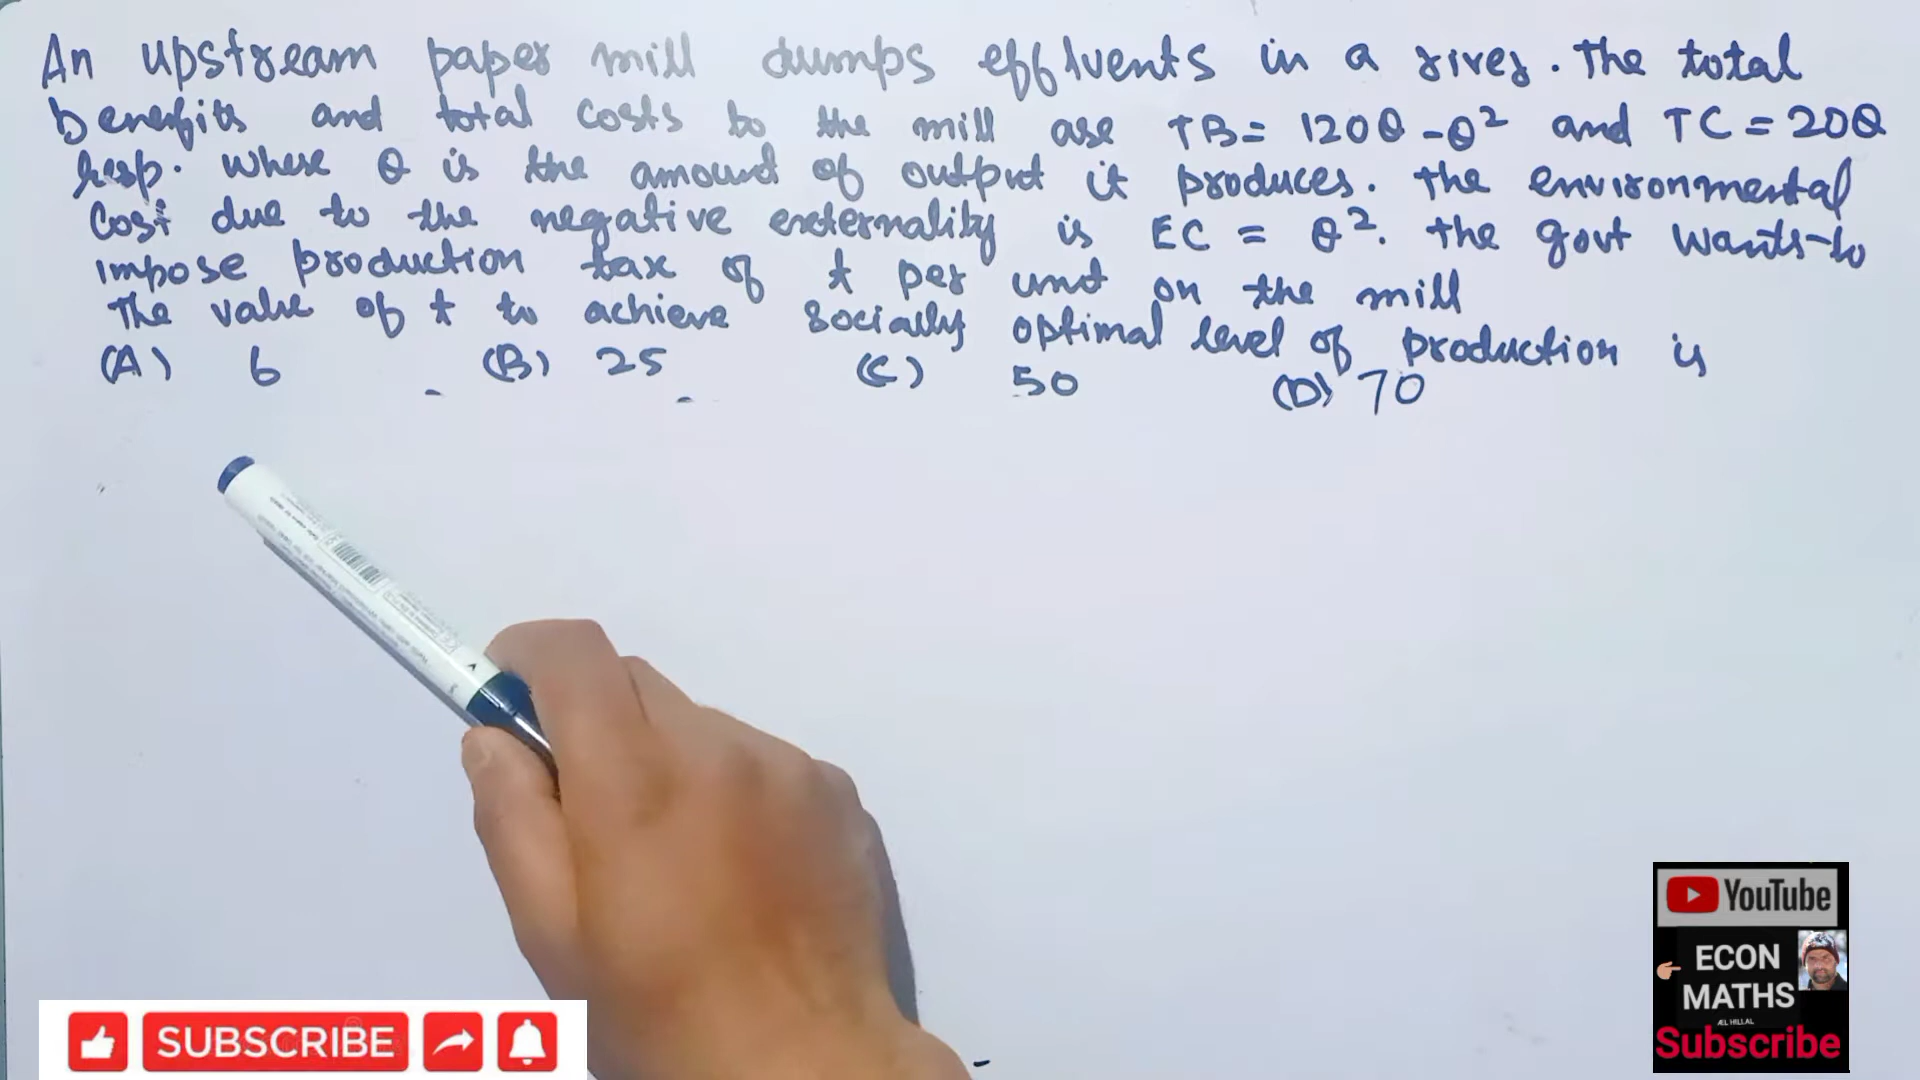 An upstream paper mill dumps effluents in a river. The total
benefits and total costs to the mill are TB = 120Q - Q² and TC = 20Q
resp. where Q is the amount of output it produces. The environmental
cost due to the negative externality is EC = Q². The govt wants to
impose production tax of t per unit on the mill
The value of t to achieve socially optimal level of production is
(A) 6 (B) 25 (C) 50 (D) 70
YouTube
ECON
MATHS
ÆL HILLAL
Subscribe
SUBSCRIBE